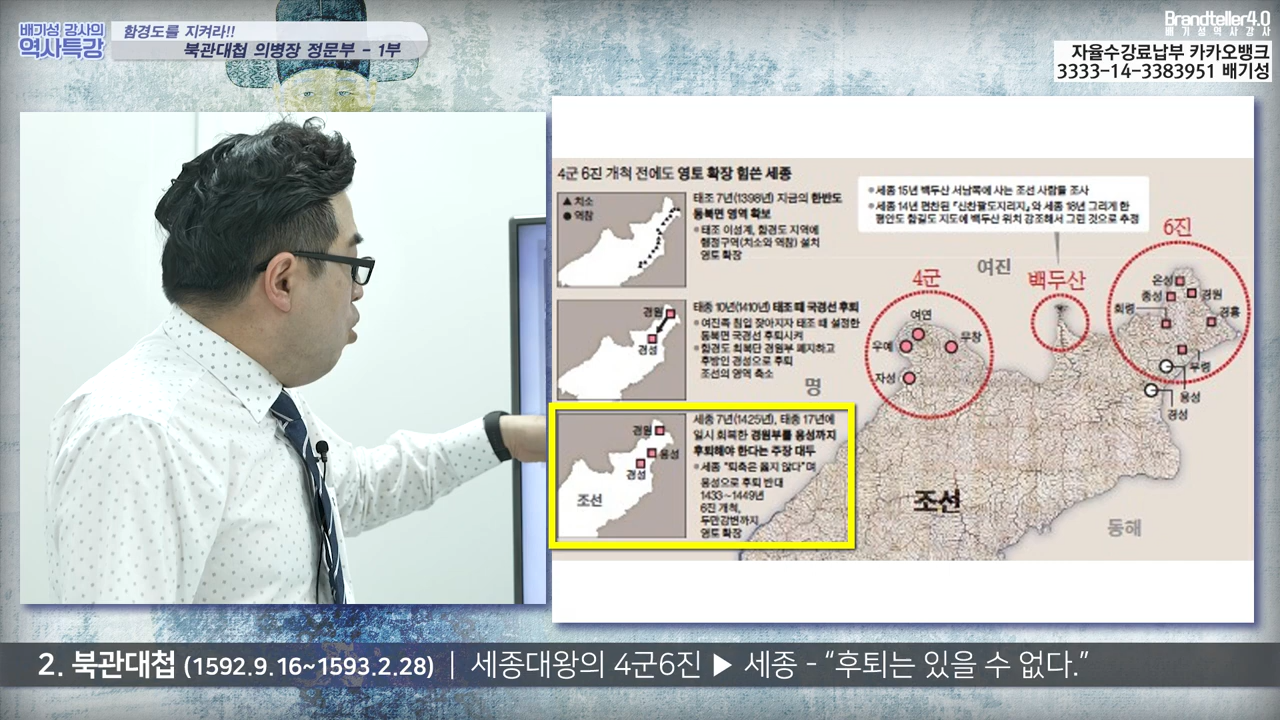 배기성 강사의
역사특강
함경도를 지켜라!!
북관대첩 의병장 정문부 - 1부
Brandteller4.0
배기성역사강사
자율수강료납부 카카오뱅크
3333-14-3383951 배기성
4군 6진 개척 전에도 영토 확장 힘쓴 세종
▲ 치소
● 역참
태조 7년(1398년) 지금의 한반도
동북면 영역 확보
태조 이성계, 함경도 지역에
행정구역(치소와 역참) 설치
영토 확장
경원
경성
태종 10년(1410년) 태조 때 국경선 후퇴
여진족 침입 잦아지자 태조 때 설정한
동북면 국경선 후퇴시켜
함경도 최북단 경원부 폐지하고
후방인 경성으로 후퇴
조선의 영역 축소
경원
용성
경성
조선
세종 7년(1425년), 태종 17년에
일시 회복한 경원부를 용성까지
후퇴해야 한다는 주장 대두
세종 "퇴축은 옳지 않다"며
용성으로 후퇴 반대
1433~1449년
6진 개척,
두만강변까지
영토 확장
세종 15년 백두산 서남쪽에 사는 조선 사람들 조사
세종 14년 편찬된 『신찬팔도지리지』와 세종 18년 그리게 한
평안도 함길도 지도에 백두산 위치 강조해서 그린 것으로 추정
여진
4군
백두산
6진
여연
우예
무창
자성
온성
종성
경원
회령
경흥
부령
용성
경성
명
조선
동해
2. 북관대첩 (1592.9.16~1593.2.28) | 세종대왕의 4군6진 ▶ 세종 - “후퇴는 있을 수 없다.”